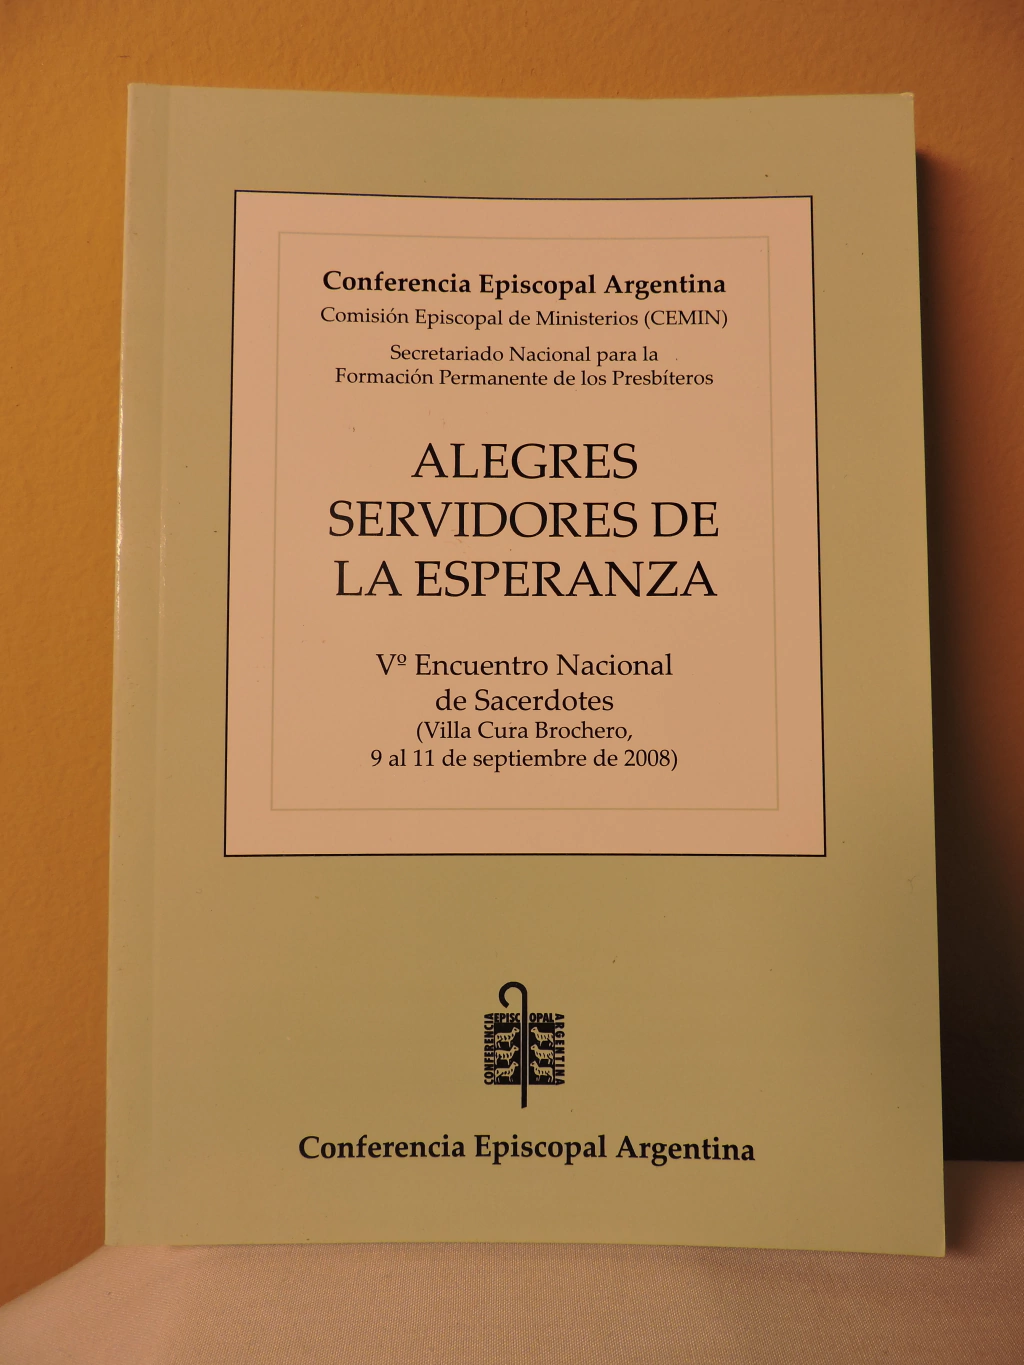 Conferencia Episcopal Argentina
Comisión Episcopal de Ministerios (CEMIN)
Secretariado Nacional para la
Formación Permanente de los Presbíteros
ALEGRES
SERVIDORES DE
LA ESPERANZA
Vº Encuentro Nacional
de Sacerdotes
(Villa Cura Brochero,
9 al 11 de septiembre de 2008)
CONFERENCIA
EPISCOPAL
ARGENTINA
Conferencia Episcopal Argentina